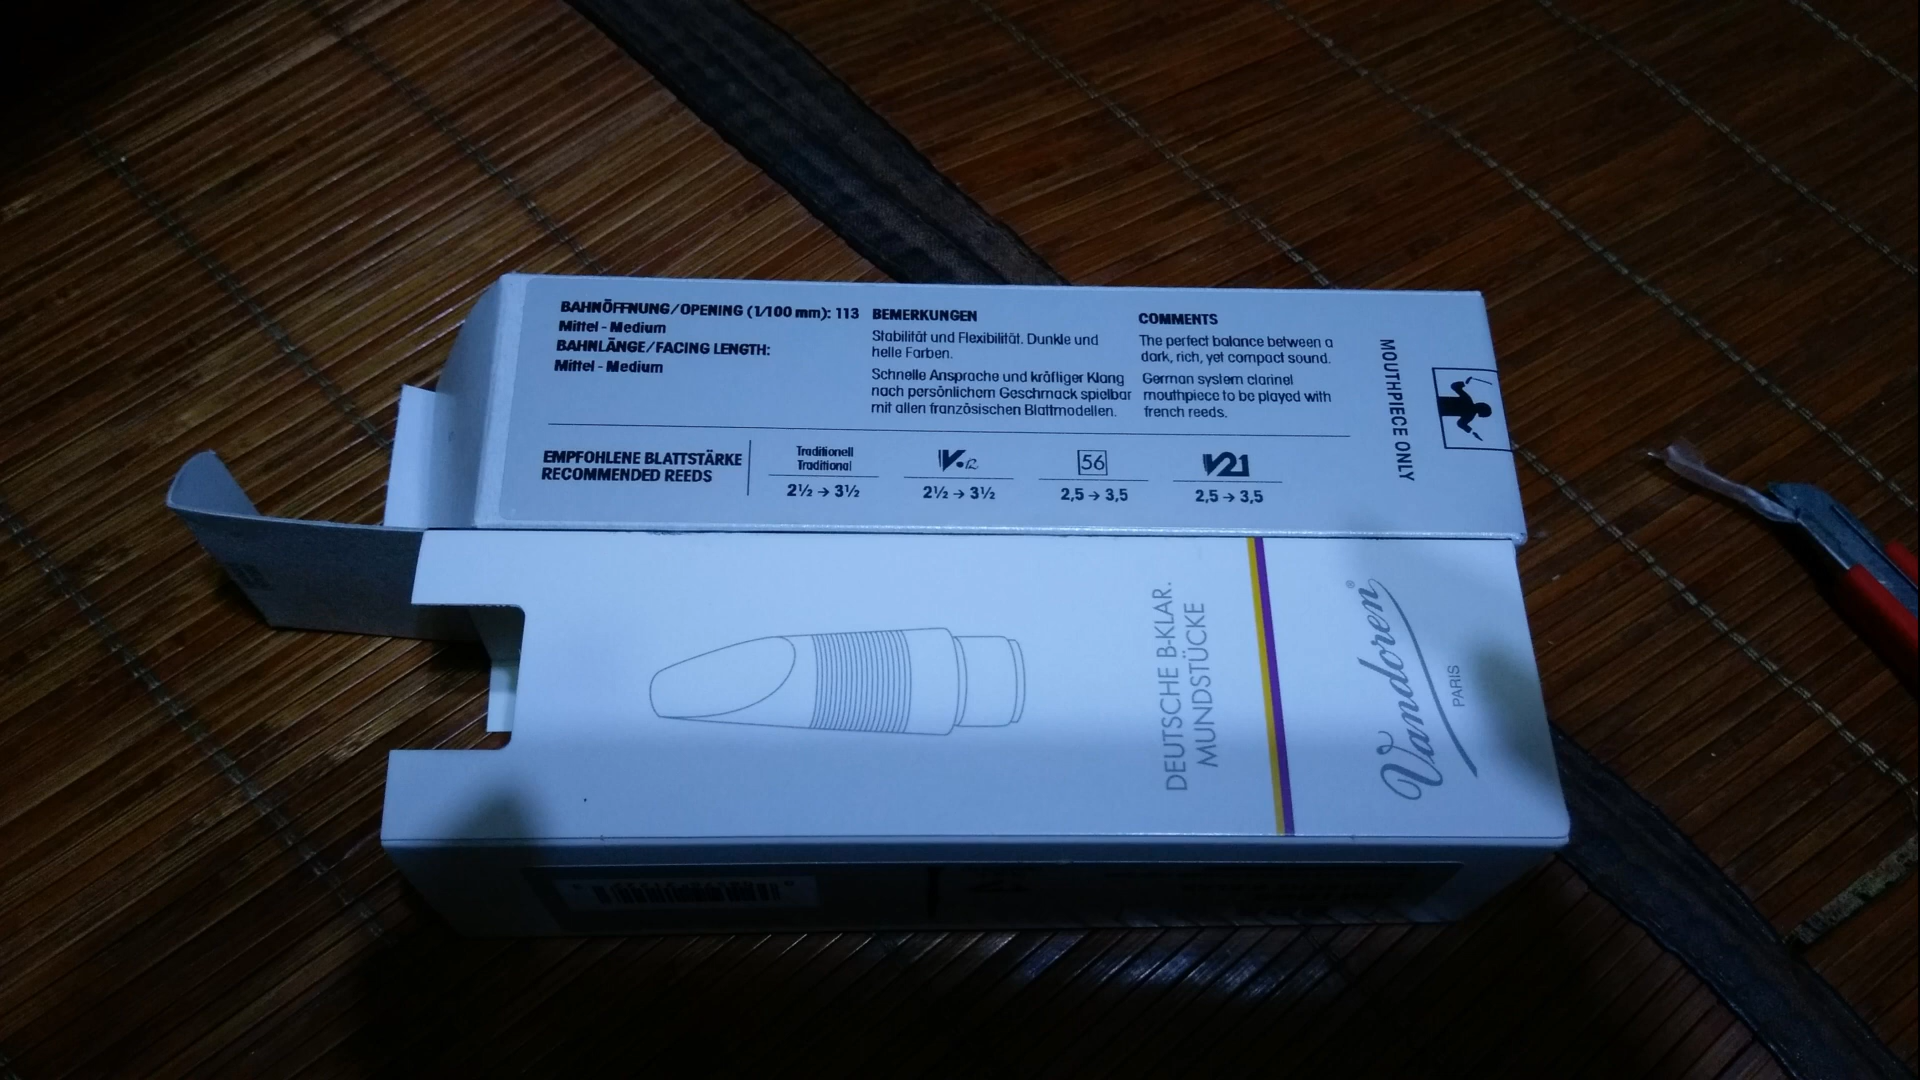 BAHNÖFFNUNG/OPENING (1/100 mm): 113
Mittel - Medium
BAHNLÄNGE/FACING LENGTH:
Mittel - Medium
BEMERKUNGEN
Stabilität und Flexibilität. Dunkle und
helle Farben.
Schnelle Ansprache und kräftiger Klang
nach persönlichem Geschmack spielbar
mit allen französischen Blattmodellen.
COMMENTS
The perfect balance between a
dark, rich, yet compact sound.
German system clarinet
mouthpiece to be played with
french reeds.
MOUTHPIECE ONLY
EMPFOHLENE BLATTSTÄRKE
RECOMMENDED REEDS
Traditionell
Traditional
2½ → 3½
V.12
2½ → 3½
56
2,5 → 3,5
V21
2,5 → 3,5
DEUTSCHE B-KLAR.
MUNDSTÜCKE
Vandoren®
PARIS